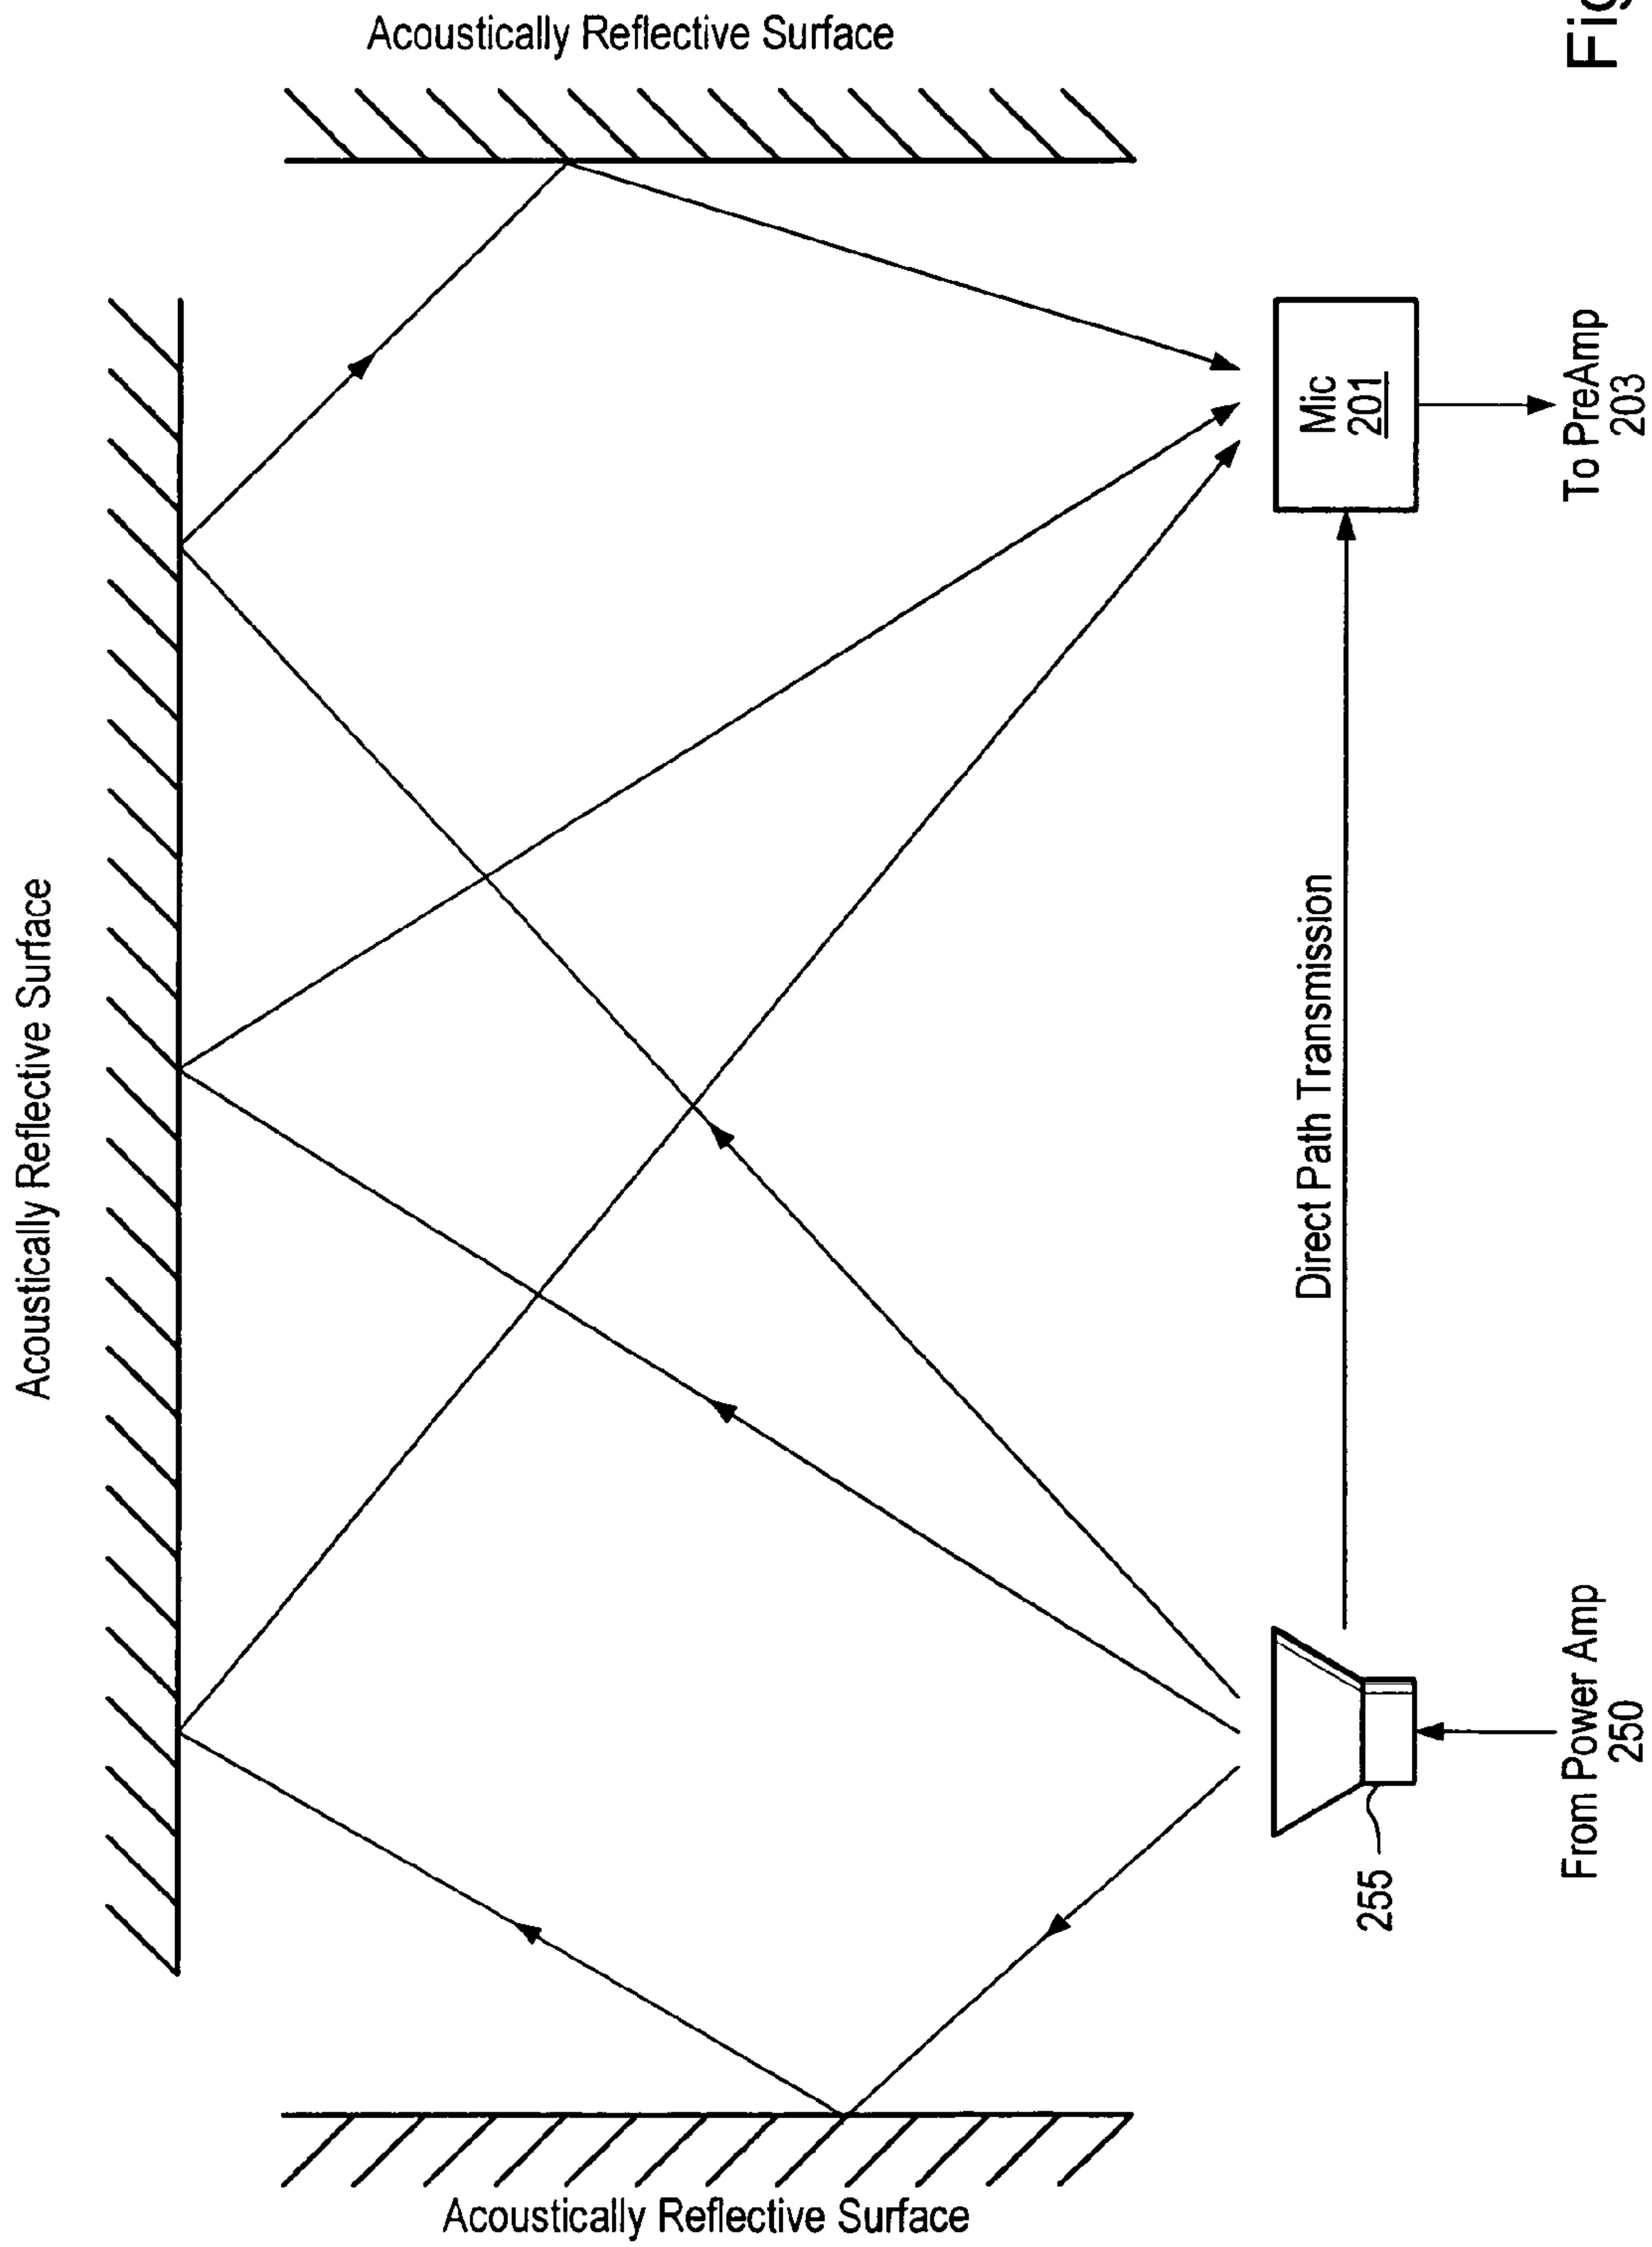 Acoustically Reflective Surface
Acoustically Reflective Surface
Acoustically Reflective Surface
Direct Path Transmission
Mic
201
255
From Power Amp
250
To PreAmp
203
Fig